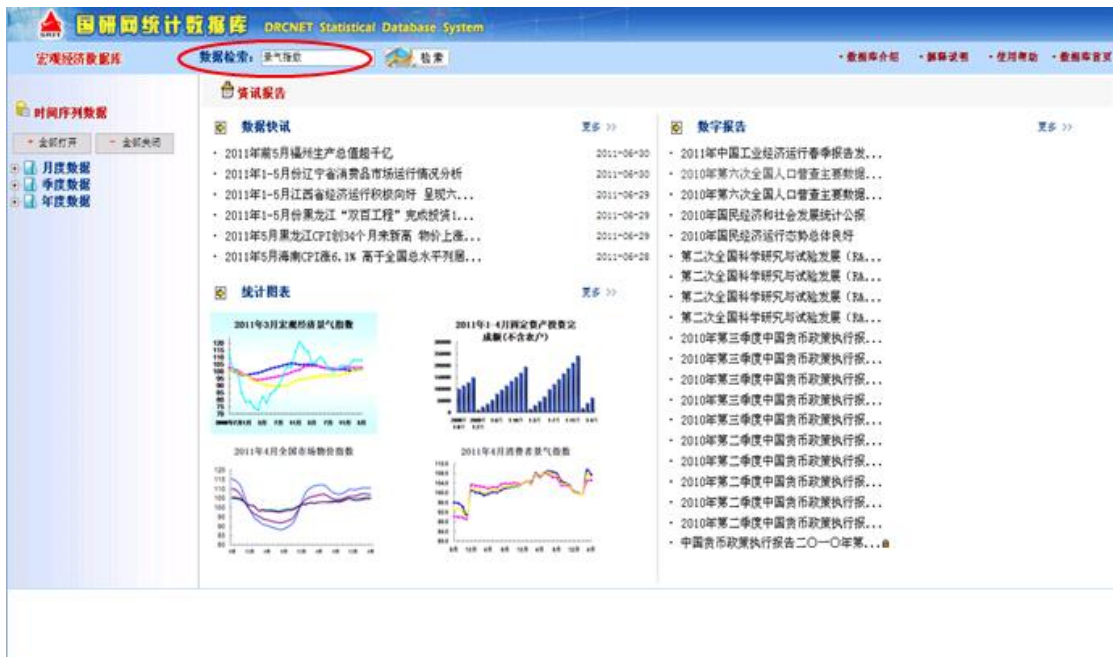 国研网统计数据库 DRCNET Statistical Database System
宏观经济数据库
数据检索: 景气指数 检索
·数据库介绍 ·解释说明 ·使用帮助 ·数据库首页
时间序列数据
+ 全部打开 - 全部关闭
月度数据
季度数据
年度数据
资讯报告
数据快讯 更多 >>
· 2011年前5月福州生产总值超千亿 2011-06-30
· 2011年1-5月份辽宁省消费品市场运行情况分析 2011-06-30
· 2011年1-5月江西省经济运行积极向好 呈现六... 2011-06-29
· 2011年1-5月份黑龙江“双百工程”完成投资1... 2011-06-29
· 2011年5月黑龙江CPI创34个月来新高 物价上涨... 2011-06-29
· 2011年5月海南CPI涨6.1% 高于全国总水平列居... 2011-06-28
统计图表 更多 >>
2011年3月宏观经济景气指数
2011年1-4月固定资产投资完成额(不含农户)
2011年4月全国市场物价指数
2011年4月消费者景气指数
数字报告 更多 >>
· 2011年中国工业经济运行春季报告发...
· 2010年第六次全国人口普查主要数据...
· 2010年第六次全国人口普查主要数据...
· 2010年国民经济和社会发展统计公报
· 2010年国民经济运行态势总体良好
· 第二次全国科学研究与试验发展（R&...
· 第二次全国科学研究与试验发展（R&...
· 第二次全国科学研究与试验发展（R&...
· 第二次全国科学研究与试验发展（R&...
· 2010年第三季度中国货币政策执行报...
· 2010年第三季度中国货币政策执行报...
· 2010年第三季度中国货币政策执行报...
· 2010年第三季度中国货币政策执行报...
· 2010年第三季度中国货币政策执行报...
· 2010年第二季度中国货币政策执行报...
· 2010年第二季度中国货币政策执行报...
· 2010年第二季度中国货币政策执行报...
· 2010年第二季度中国货币政策执行报...
· 2010年第二季度中国货币政策执行报...
· 中国货币政策执行报告二〇一〇年第...